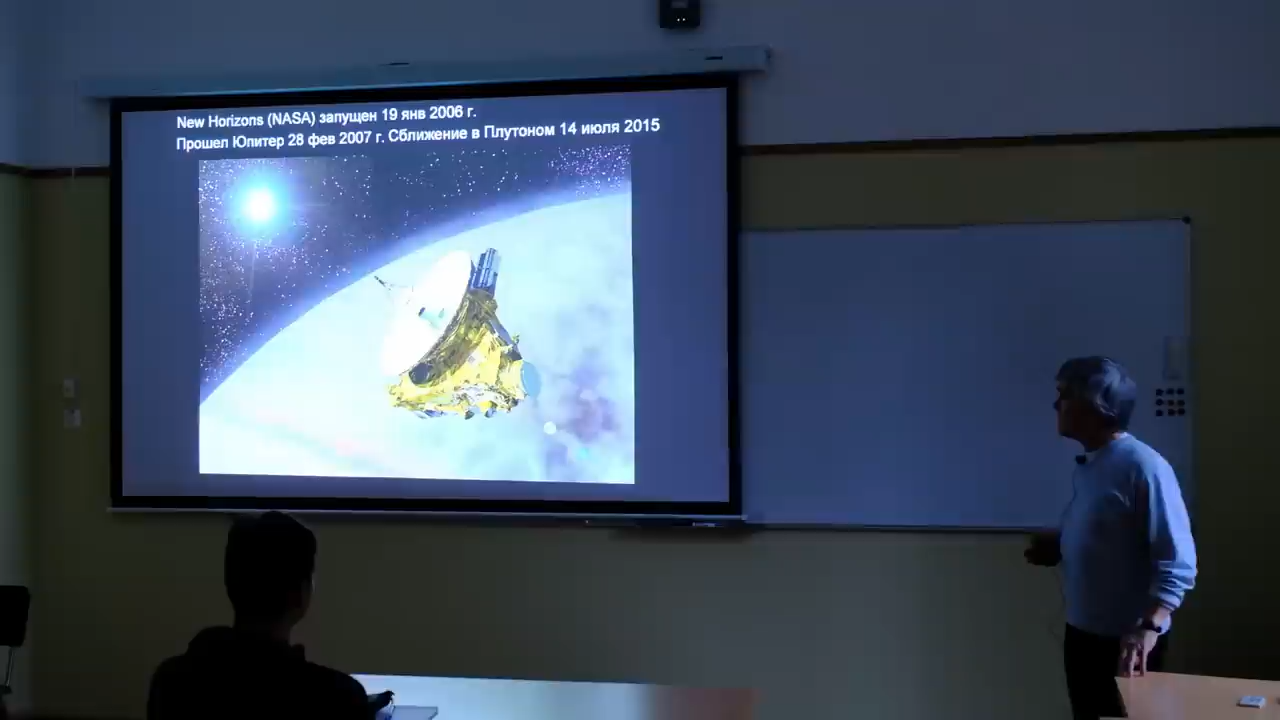 New Horizons (NASA) запущен 19 янв 2006 г.
Прошел Юпитер 28 фев 2007 г. Сближение в Плутоном 14 июля 2015